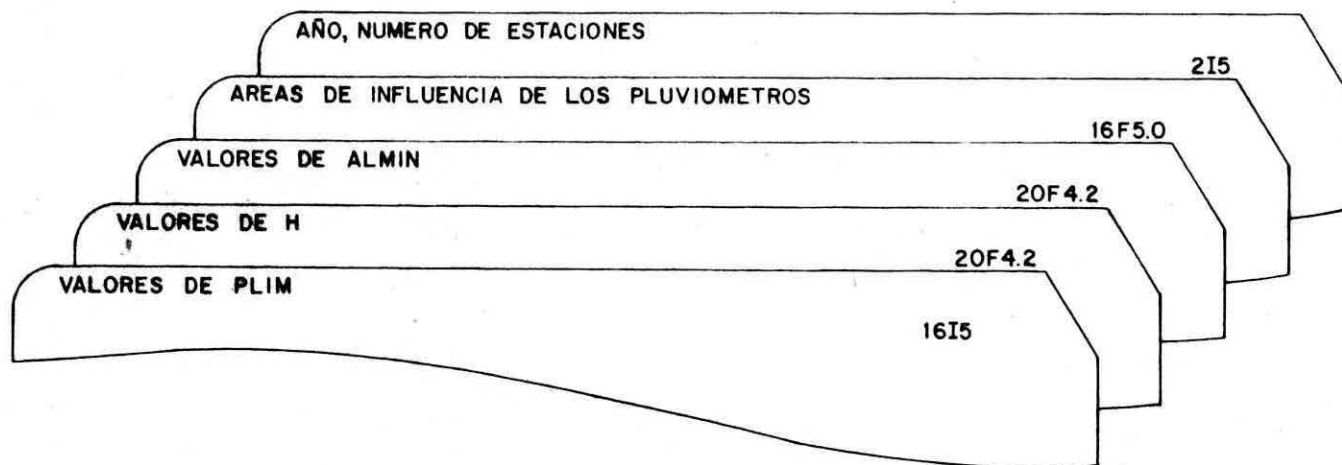 AÑO, NUMERO DE ESTACIONES
2I5
AREAS DE INFLUENCIA DE LOS PLUVIOMETROS
16F5.0
VALORES DE ALMIN
20F4.2
VALORES DE H
20F4.2
VALORES DE PLIM
16I5